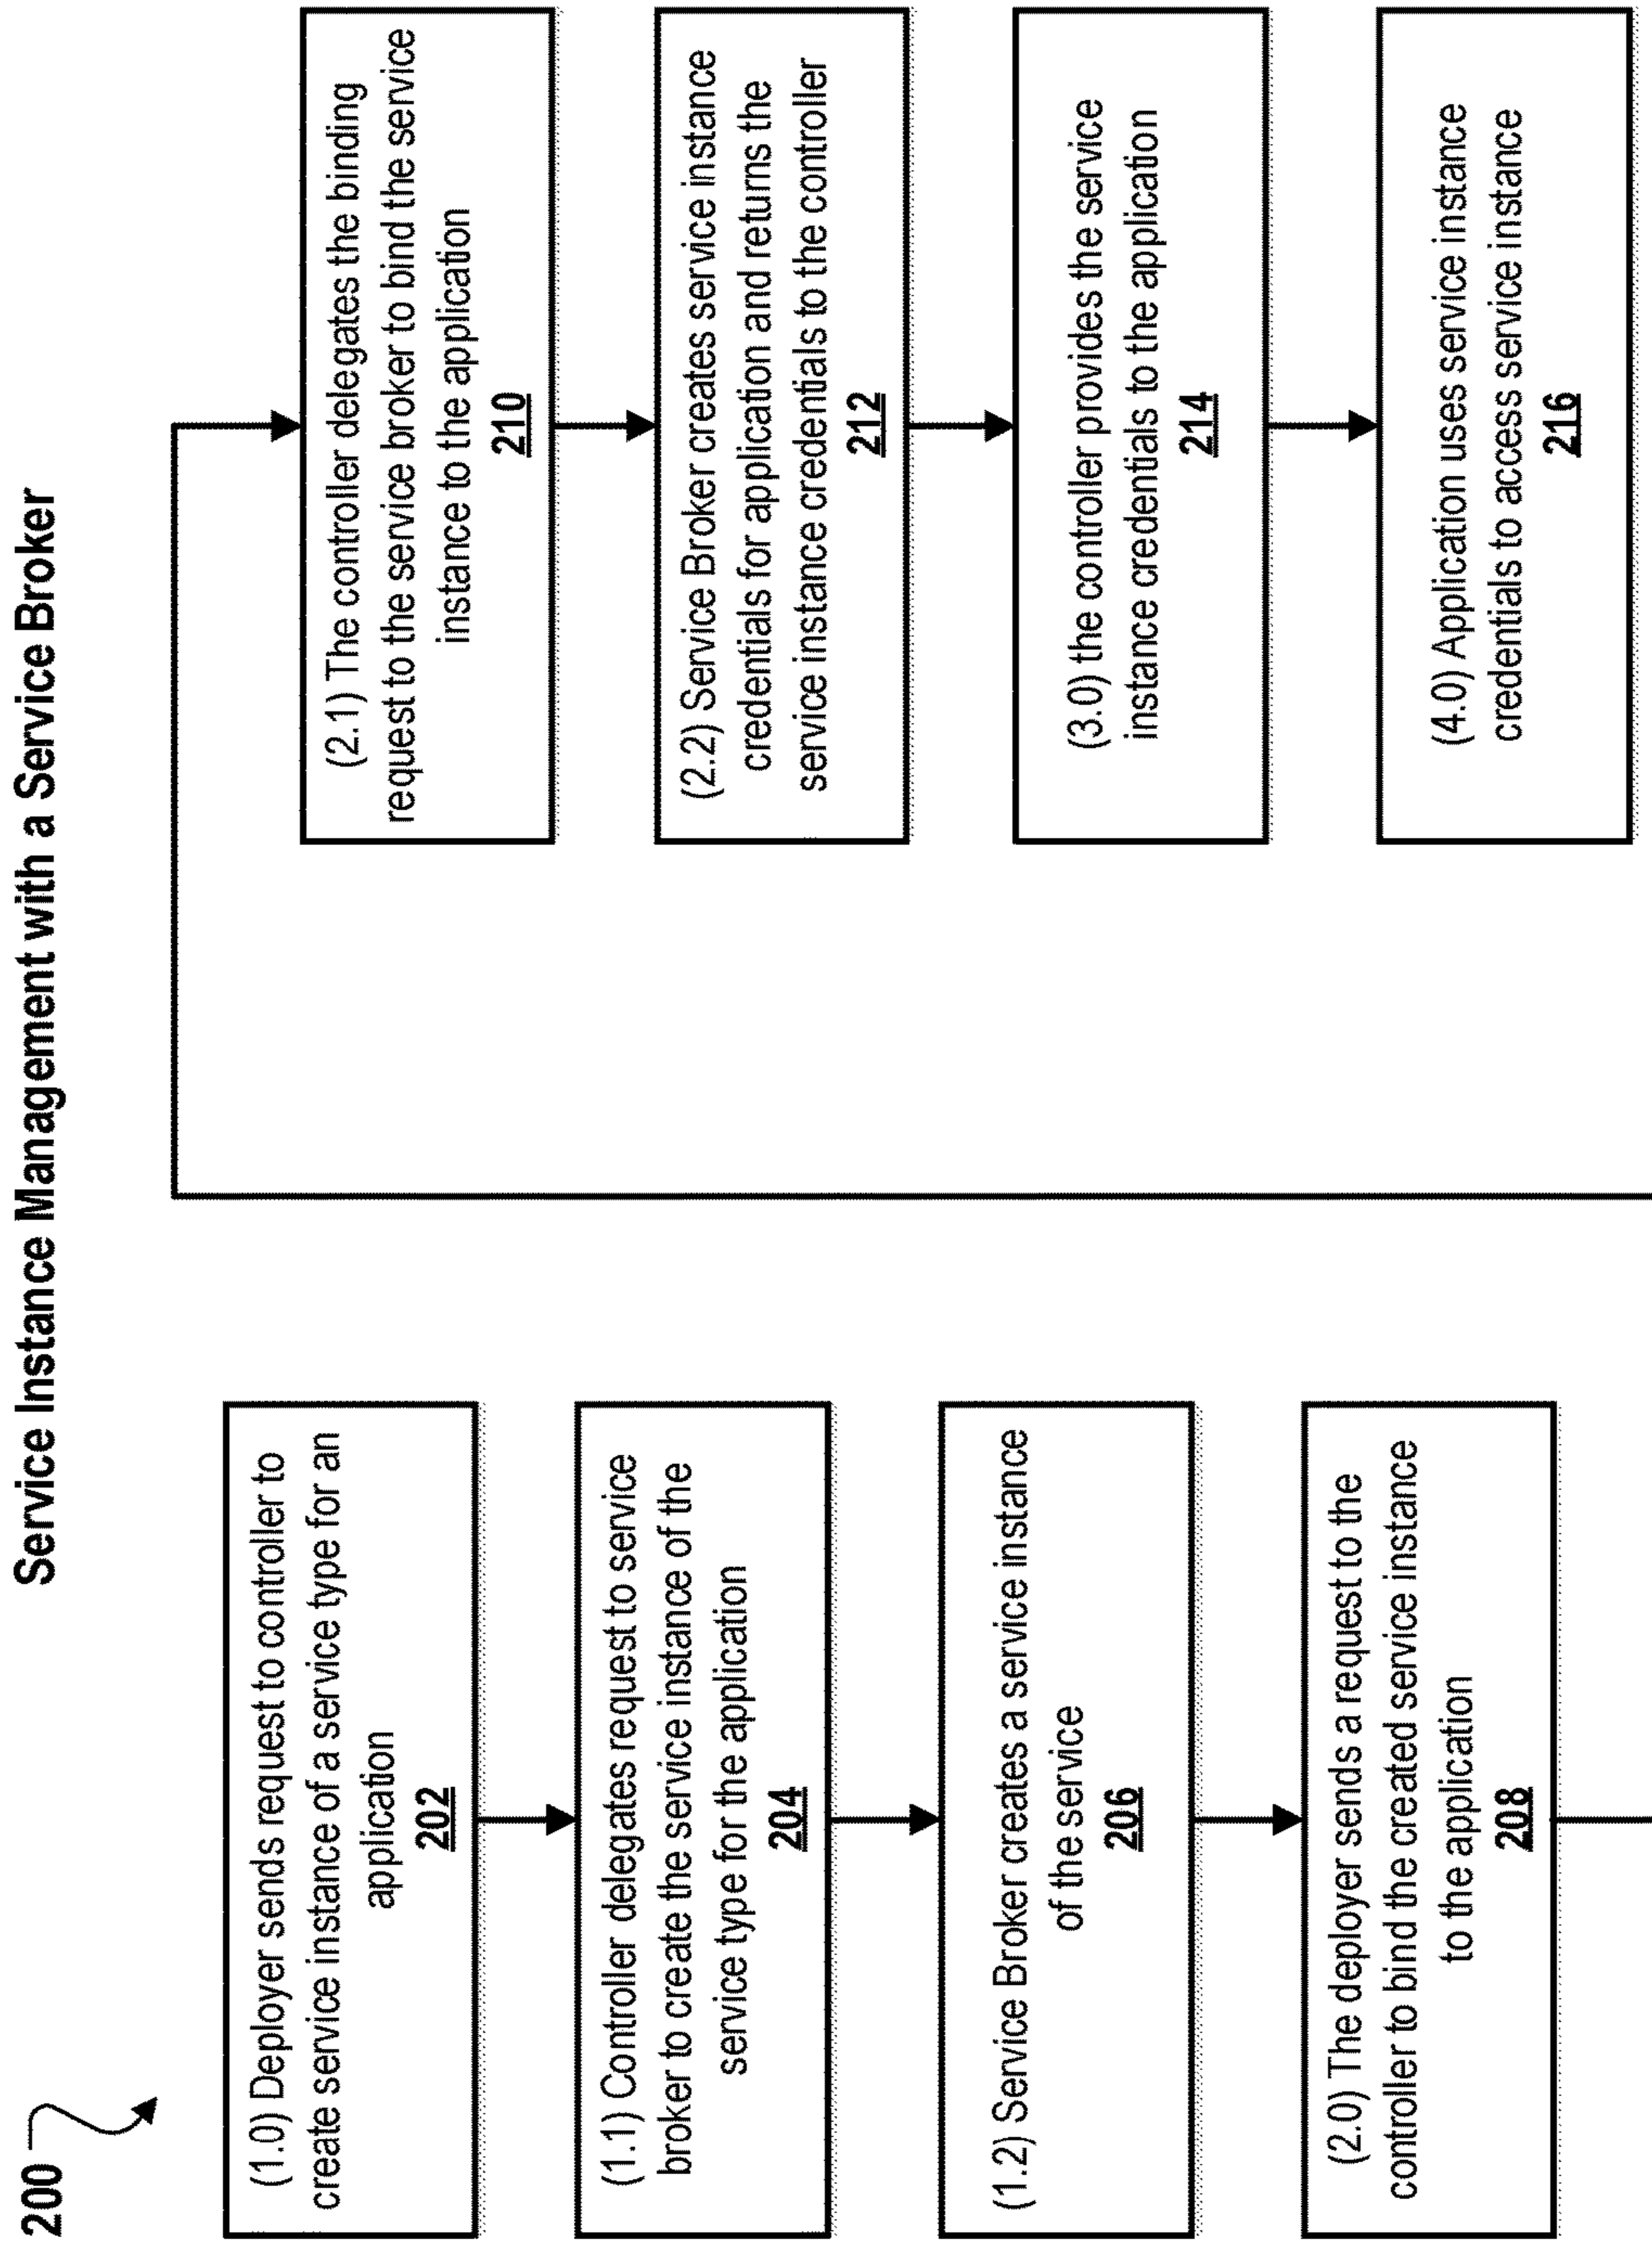 Service Instance Management with a Service Broker
200
(1.0) Deployer sends request to controller to
create service instance of a service type for an
application
202
(1.1) Controller delegates request to service
broker to create the service instance of the
service type for the application
204
(1.2) Service Broker creates a service instance
of the service
206
(2.0) The deployer sends a request to the
controller to bind the created service instance
to the application
208
(2.1) The controller delegates the binding
request to the service broker to bind the service
instance to the application
210
(2.2) Service Broker creates service instance
credentials for application and returns the
service instance credentials to the controller
212
(3.0) the controller provides the service
instance credentials to the application
214
(4.0) Application uses service instance
credentials to access service instance
216